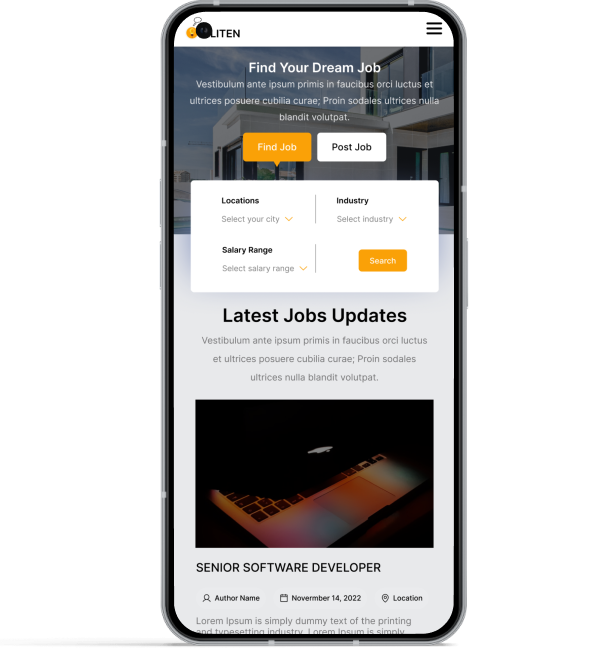 LITEN
Find Your Dream Job
Vestibulum ante ipsum primis in faucibus orci luctus et
ultrices posuere cubilia curae; Proin sodales ultrices nulla
blandit volutpat.
Find Job
Post Job
Locations
Industry
Select your city
Select industry
Salary Range
Select salary range
Search
Latest Jobs Updates
Vestibulum ante ipsum primis in faucibus orci luctus
et ultrices posuere cubilia curae; Proin sodales
ultrices nulla blandit volutpat.
SENIOR SOFTWARE DEVELOPER
Author Name
Novermber 14, 2022
Location
Lorem Ipsum is simply dummy text of the printing
and typesetting industry. Lorem Ipsum is simply